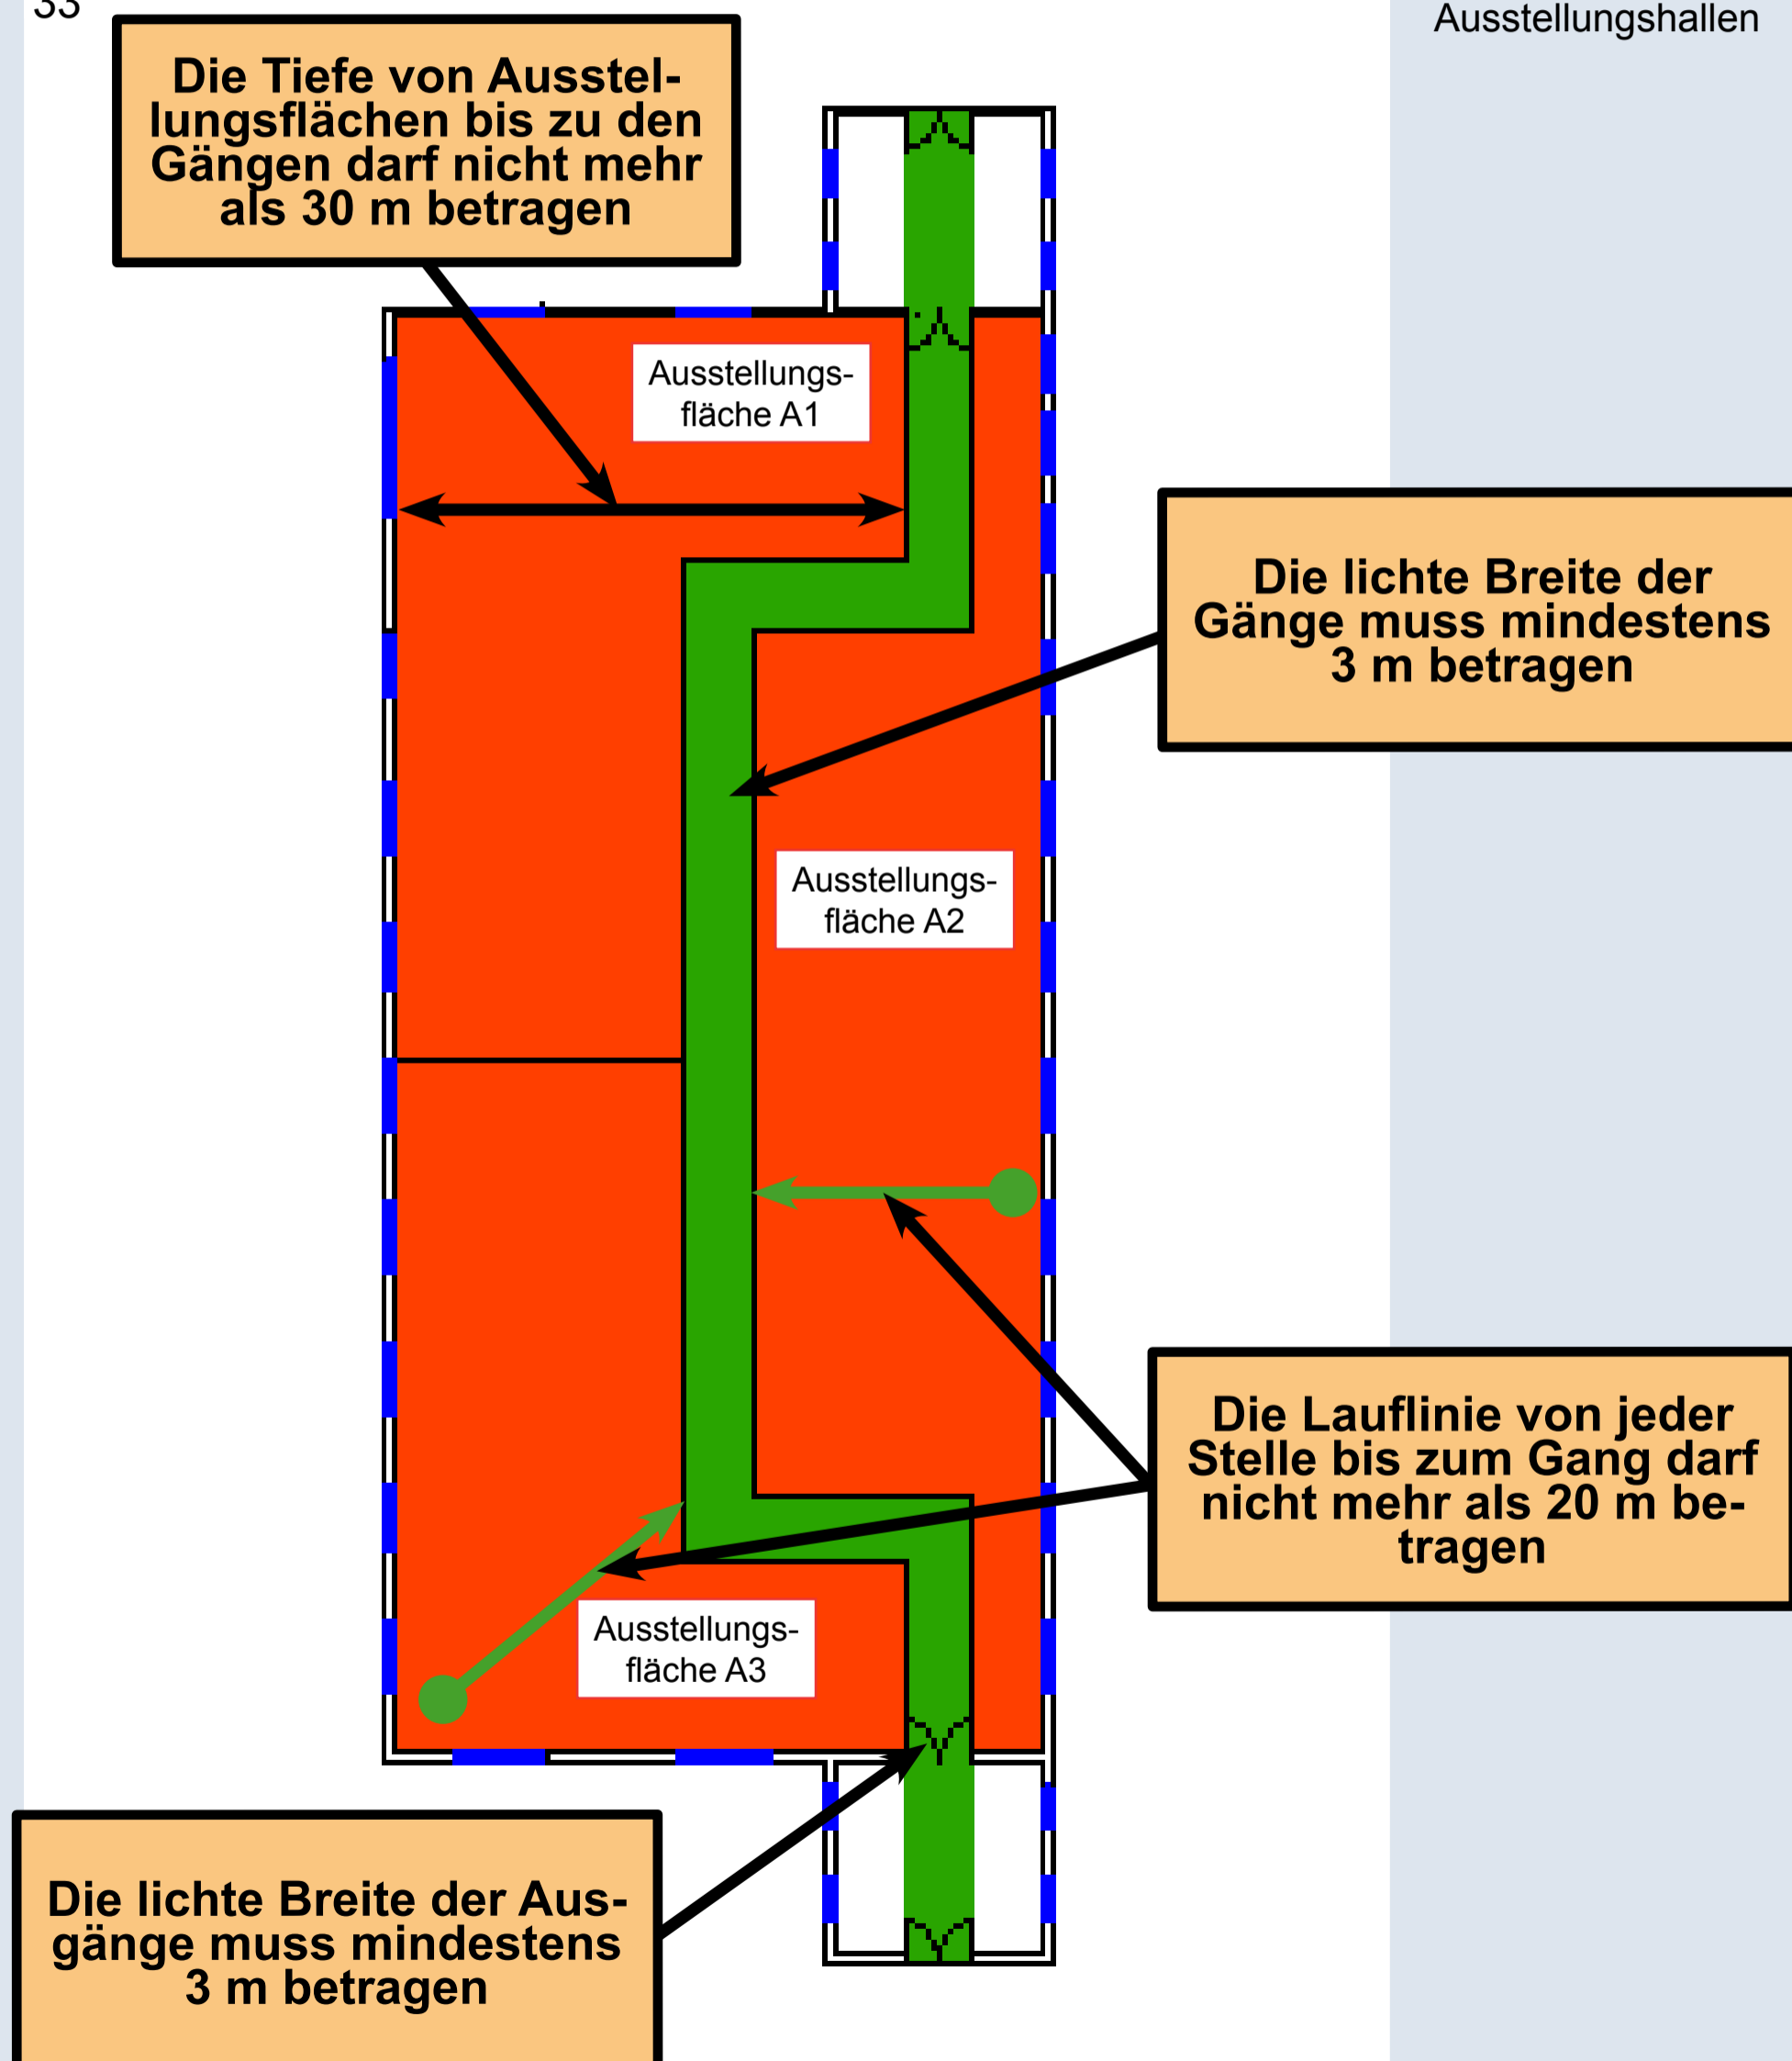 33
Ausstellungshallen
Die Tiefe von Ausstel-
lungsflächen bis zu den
Gängen darf nicht mehr
als 30 m betragen
Ausstellungs-
fläche A1
Die lichte Breite der
Gänge muss mindestens
3 m betragen
Ausstellungs-
fläche A2
Die Lauflinie von jeder
Stelle bis zum Gang darf
nicht mehr als 20 m be-
tragen
Ausstellungs-
fläche A3
Die lichte Breite der Aus-
gänge muss mindestens
3 m betragen